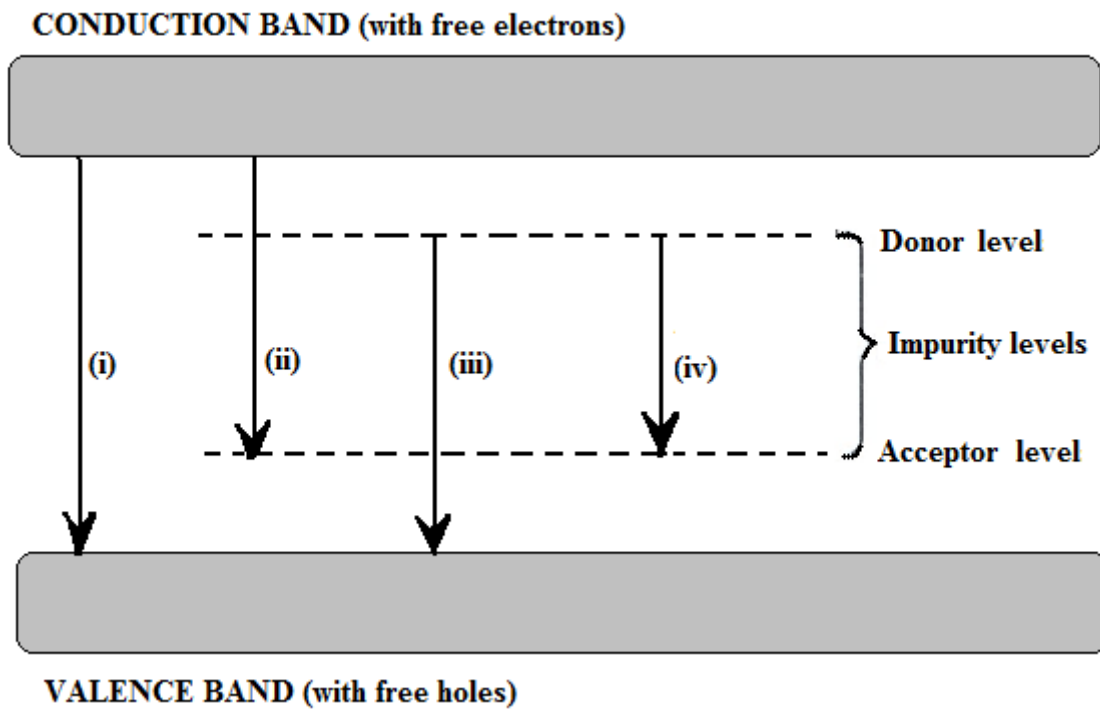 CONDUCTION BAND (with free electrons)
Donor level
(i)
(ii)
(iii)
(iv)
Impurity levels
Acceptor level
VALENCE BAND (with free holes)